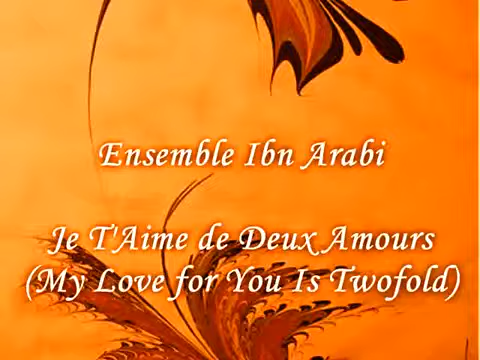 Ensemble Ibn Arabi
Je T'Aime de Deux Amours
(My Love for You Is Twofold)